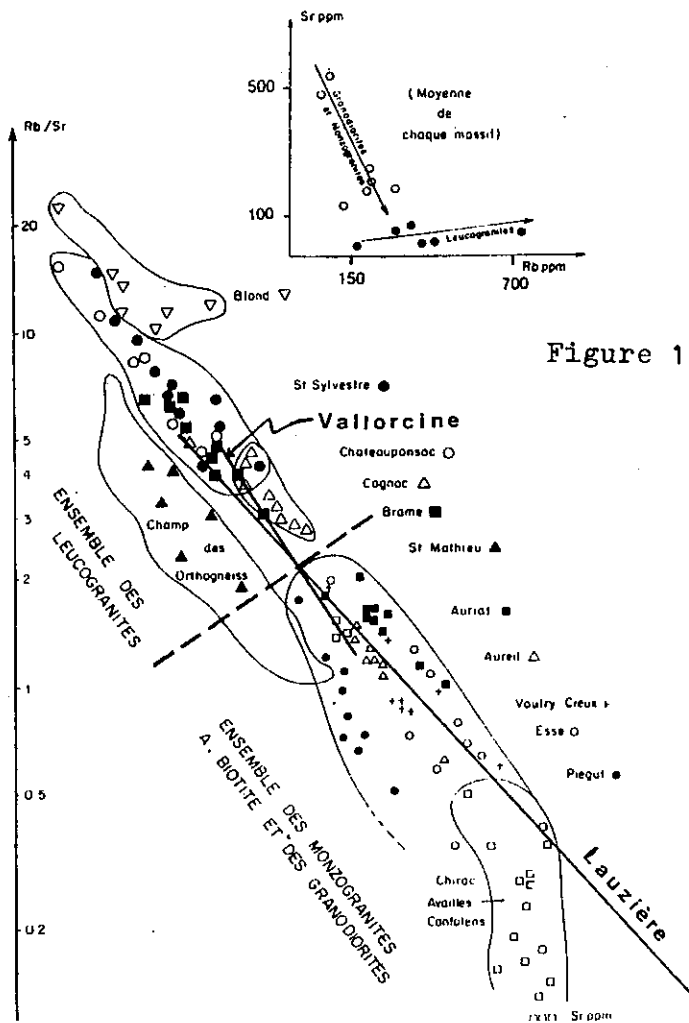 Sr ppm
500
100
Granodiorites
et Monzogranites
(Moyenne
de
chaque massif)
Leucogranites
150
700
Rb ppm
Rb/Sr
20
10
5
4
3
2
1
0.5
0.2
Figure 1
Blond ▽
St Sylvestre ●
Vallorcine
Chateauponsac ○
Cognac △
Brame ■
St Mathieu ▲
Auriat ■
Aureil △
Voulry Creux +
Esse ○
Piegut ●
Champ
des
Orthogneiss
ENSEMBLE DES
LEUCOGRANITES
ENSEMBLE DES MONZOGRANITES
A. BIOTITE ET DES GRANODIORITES
Chirac
Availles
Confolens
Lauzière
Sr ppm